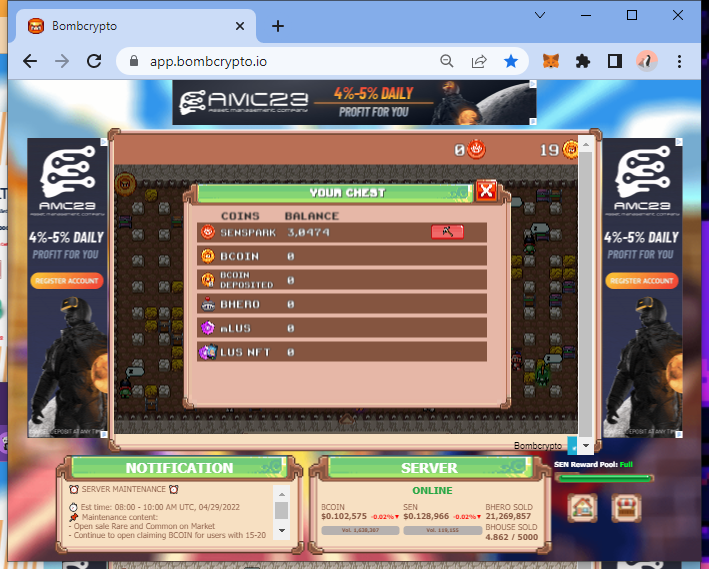 Bombcrypto
app.bombcrypto.io
AMC23
ASSET MANAGEMENT COMPANY
4%-5% DAILY
PROFIT FOR YOU
0
19
AMC23
4%-5% DAILY
PROFIT FOR YOU
REGISTER ACCOUNT
AMC23
4%-5% DAILY
PROFIT FOR YOU
REGISTER ACCOUNT
YOUR CHEST
COINS BALANCE
SENSPARK 3,0474
BCOIN 0
BCOIN DEPOSITED 0
BHERO 0
mLUS 0
LUS NFT 0
Bombcrypto
NOTIFICATION
SERVER MAINTENANCE
Est time: 08:00 - 10:00 AM UTC, 04/29/2022
Maintenance content:
- Open sale Rare and Common on Market
- Continue to open claiming BCOIN for users with 15-20
SERVER
ONLINE
BCOIN SEN BHERO SOLD
$0.102,575 -0.02%▼ $0.128,966 -0.02%▼ 21,269,857
BHOUSE SOLD
4.862 / 5000
SEN Reward Pool: Full